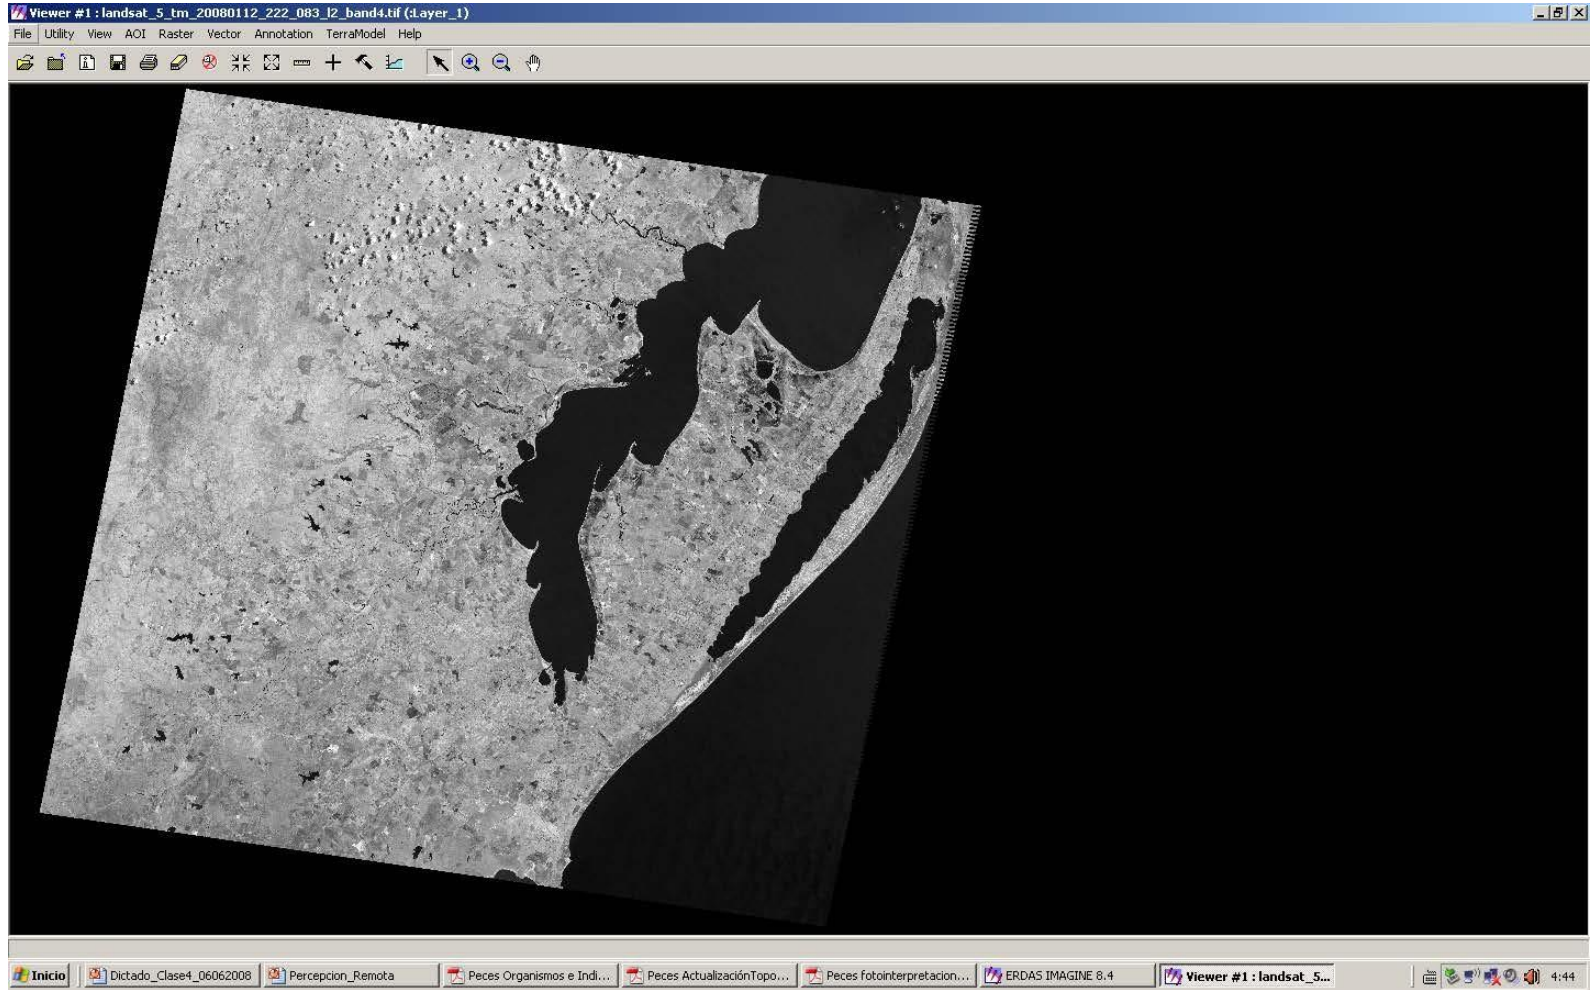 Viewer #1 : landsat_5_tm_20080112_222_083_l2_band4.tif (:Layer_1)
File Utility View AOI Raster Vector Annotation TerraModel Help
Inicio Dictado_Clase4_06062008 Percepcion_Remota Peces Organismos e Indi... Peces ActualizaciónTopo... Peces fotointerpretacion... ERDAS IMAGINE 8.4 Viewer #1 : landsat_5... 4:44